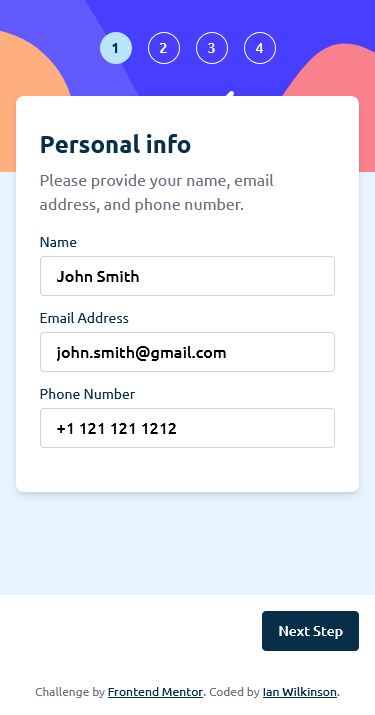 1 2 3 4
Personal info
Please provide your name, email
address, and phone number.
Name
John Smith
Email Address
john.smith@gmail.com
Phone Number
+1 121 121 1212
Next Step
Challenge by Frontend Mentor. Coded by Ian Wilkinson.